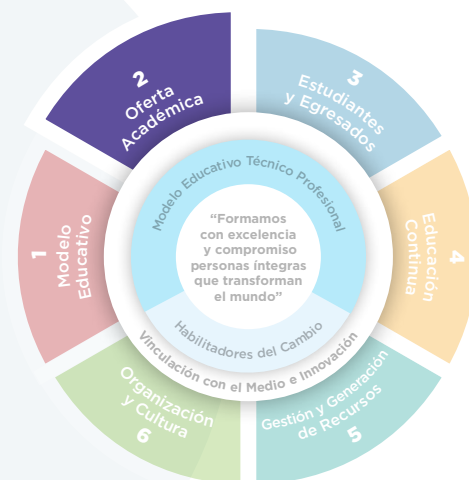 1
Modelo
Educativo
2
Oferta
Académica
3
Estudiantes
y Egresados
4
Educación
Continua
Gestión y Generación
de Recursos
5
Organización
y Cultura
6
Modelo Educativo Técnico Profesional
“Formamos
con excelencia
y compromiso
personas íntegras
que transforman
el mundo”
Habilitadores del Cambio
Vinculación con el Medio e Innovación